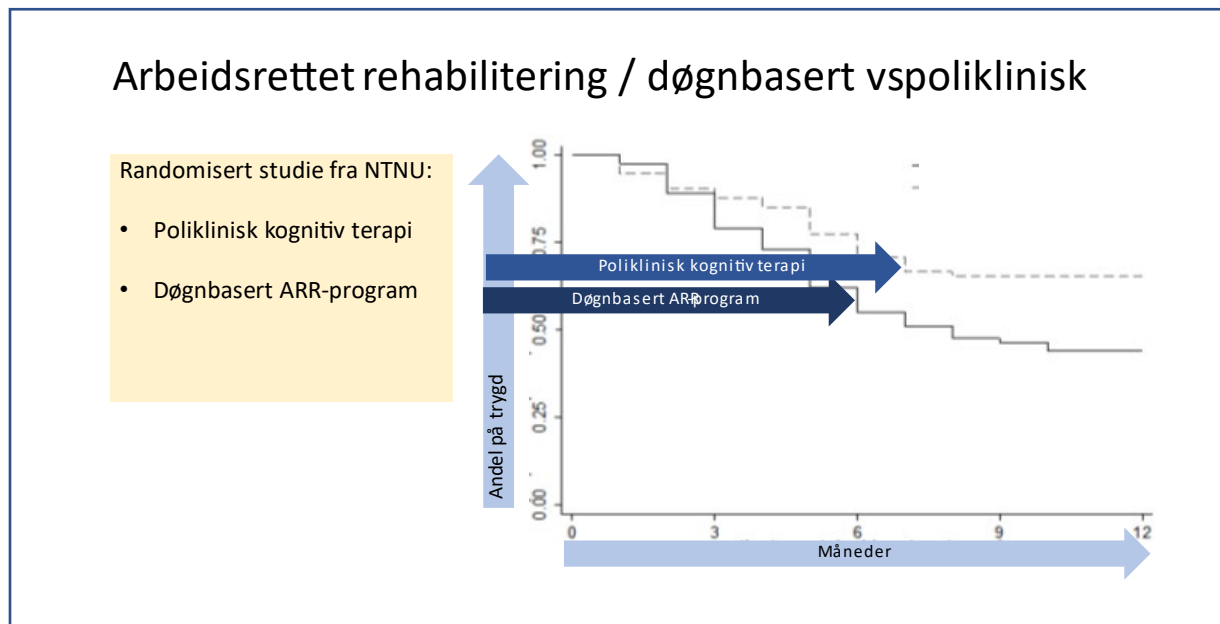 Arbeidsrettet rehabilitering / døgnbasert vspoliklinisk
Randomisert studie fra NTNU:
• Poliklinisk kognitiv terapi
• Døgnbasert ARR-program
Andel på trygd
1.00
0.75
0.50
0.25
0.00
Poliklinisk kognitiv terapi
Døgnbasert ARR-program
0 3 6 9 12
Måneder